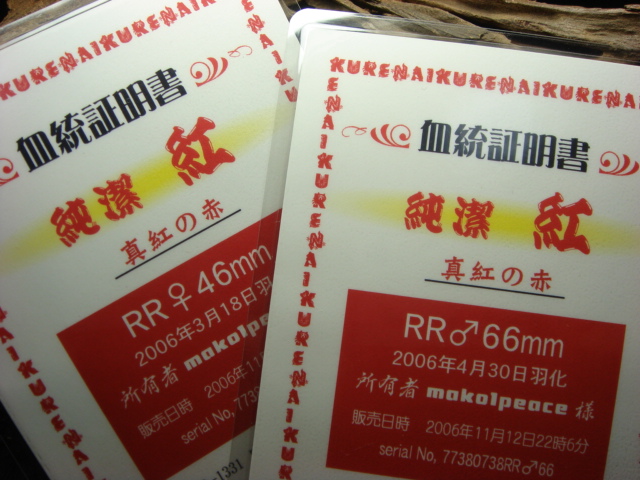 KURENAIKURENAIKURENAI
血統証明書
純潔 紅
真紅の赤
RR♀46mm
2006年3月18日羽化
所有者 makolpeace
販売日時 2006年11
serial No, 773
-1331
KURENAIKURENAIKURENAI
KURENAIKURENAIKURENAI
血統証明書
純潔 紅
真紅の赤
RR♂66mm
2006年4月30日羽化
所有者 makolpeace 様
販売日時 2006年11月12日22時6分
serial No, 77380738RR♂66